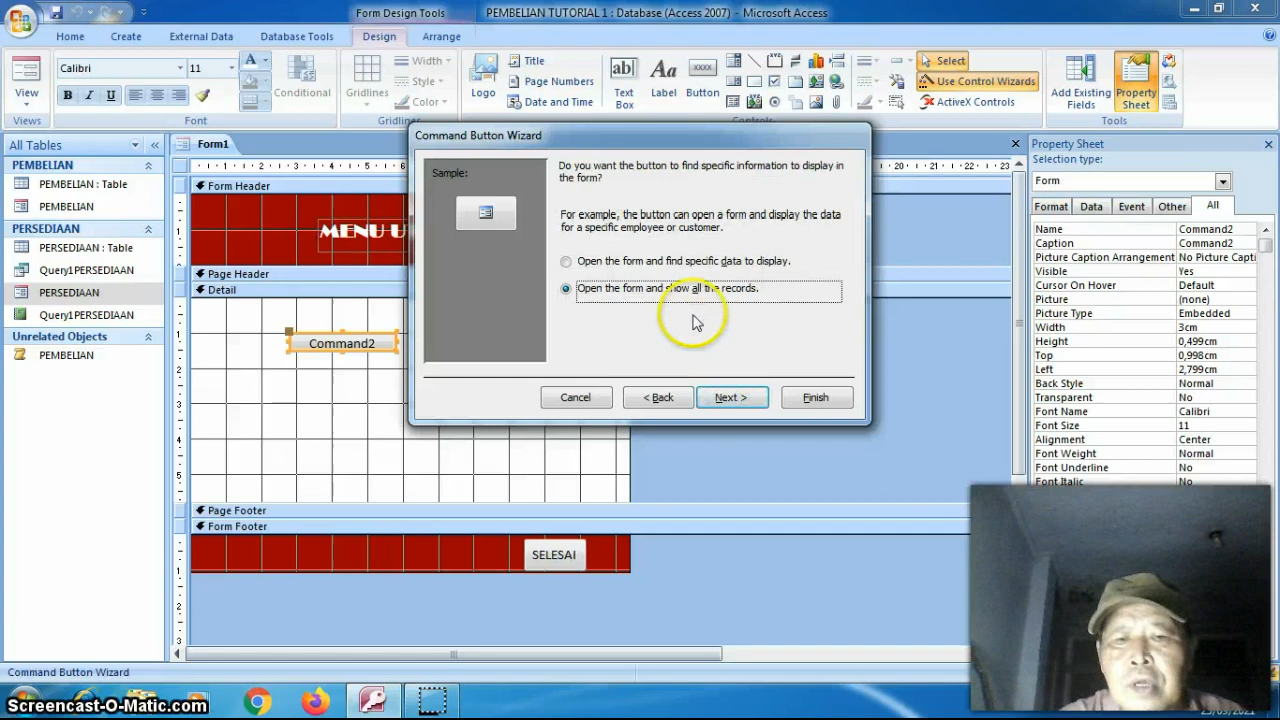 Form Design Tools
PEMBELIAN TUTORIAL 1 : Database (Access 2007) - Microsoft Access
Home Create External Data Database Tools Design Arrange
View
Views
Calibri 11
B I U
Font
Conditional
Gridlines
Width
Style
Color
Gridlines
Logo
Title
Page Numbers
Date and Time
ab|
Text Box
Aa
Label
xxxx
Button
Select
Use Control Wizards
ActiveX Controls
Add Existing Fields
Property Sheet
Tools
All Tables
PEMBELIAN
PEMBELIAN : Table
PEMBELIAN
PERSEDIAAN
PERSEDIAAN : Table
Query1PERSEDIAAN
PERSEDIAAN
Query1PERSEDIAAN
Unrelated Objects
PEMBELIAN
Form1
Form Header
MENU U
Page Header
Detail
Command2
Page Footer
Form Footer
SELESAI
Command Button Wizard
Sample:
Do you want the button to find specific information to display in
the form?
For example, the button can open a form and display the data
for a specific employee or customer.
Open the form and find specific data to display.
Open the form and show all the records.
Cancel < Back Next > Finish
Property Sheet
Selection type:
Form
Format Data Event Other All
Name Command2
Caption Command2
Picture Caption Arrangement No Picture Capti
Visible Yes
Cursor On Hover Default
Picture (none)
Picture Type Embedded
Width 3cm
Height 0,499cm
Top 0,998cm
Left 2,799cm
Back Style Normal
Transparent No
Font Name Calibri
Font Size 11
Alignment Center
Font Weight Normal
Font Underline No
Font Italic No
Command Button Wizard
Screencast-O-Matic.com